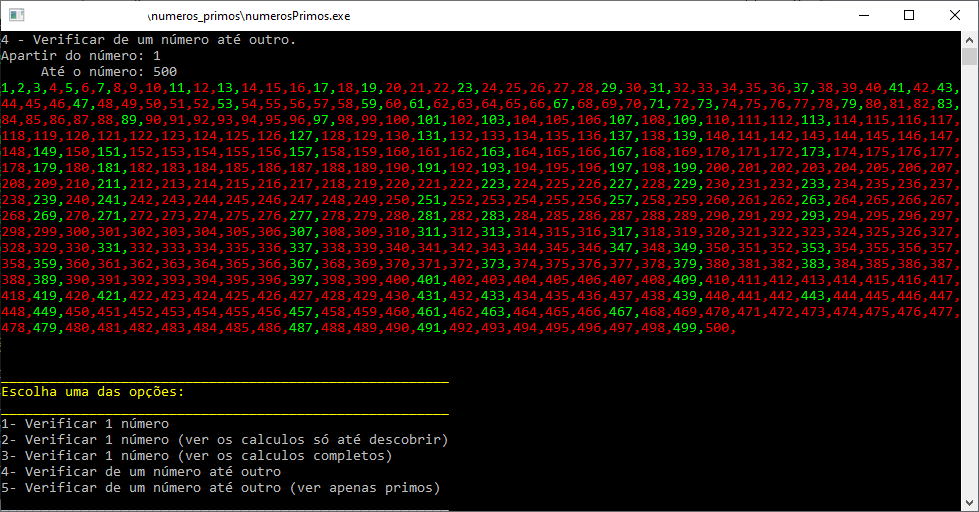 \numeros_primos\numerosPrimos.exe
4 - Verificar de um número até outro.
Apartir do número: 1
Até o número: 500
1,2,3,4,5,6,7,8,9,10,11,12,13,14,15,16,17,18,19,20,21,22,23,24,25,26,27,28,29,30,31,32,33,34,35,36,37,38,39,40,41,42,43,
44,45,46,47,48,49,50,51,52,53,54,55,56,57,58,59,60,61,62,63,64,65,66,67,68,69,70,71,72,73,74,75,76,77,78,79,80,81,82,83,
84,85,86,87,88,89,90,91,92,93,94,95,96,97,98,99,100,101,102,103,104,105,106,107,108,109,110,111,112,113,114,115,116,117,
118,119,120,121,122,123,124,125,126,127,128,129,130,131,132,133,134,135,136,137,138,139,140,141,142,143,144,145,146,147,
148,149,150,151,152,153,154,155,156,157,158,159,160,161,162,163,164,165,166,167,168,169,170,171,172,173,174,175,176,177,
178,179,180,181,182,183,184,185,186,187,188,189,190,191,192,193,194,195,196,197,198,199,200,201,202,203,204,205,206,207,
208,209,210,211,212,213,214,215,216,217,218,219,220,221,222,223,224,225,226,227,228,229,230,231,232,233,234,235,236,237,
238,239,240,241,242,243,244,245,246,247,248,249,250,251,252,253,254,255,256,257,258,259,260,261,262,263,264,265,266,267,
268,269,270,271,272,273,274,275,276,277,278,279,280,281,282,283,284,285,286,287,288,289,290,291,292,293,294,295,296,297,
298,299,300,301,302,303,304,305,306,307,308,309,310,311,312,313,314,315,316,317,318,319,320,321,322,323,324,325,326,327,
328,329,330,331,332,333,334,335,336,337,338,339,340,341,342,343,344,345,346,347,348,349,350,351,352,353,354,355,356,357,
358,359,360,361,362,363,364,365,366,367,368,369,370,371,372,373,374,375,376,377,378,379,380,381,382,383,384,385,386,387,
388,389,390,391,392,393,394,395,396,397,398,399,400,401,402,403,404,405,406,407,408,409,410,411,412,413,414,415,416,417,
418,419,420,421,422,423,424,425,426,427,428,429,430,431,432,433,434,435,436,437,438,439,440,441,442,443,444,445,446,447,
448,449,450,451,452,453,454,455,456,457,458,459,460,461,462,463,464,465,466,467,468,469,470,471,472,473,474,475,476,477,
478,479,480,481,482,483,484,485,486,487,488,489,490,491,492,493,494,495,496,497,498,499,500,
Escolha uma das opções:
1- Verificar 1 número
2- Verificar 1 número (ver os calculos só até descobrir)
3- Verificar 1 número (ver os calculos completos)
4- Verificar de um número até outro
5- Verificar de um número até outro (ver apenas primos)